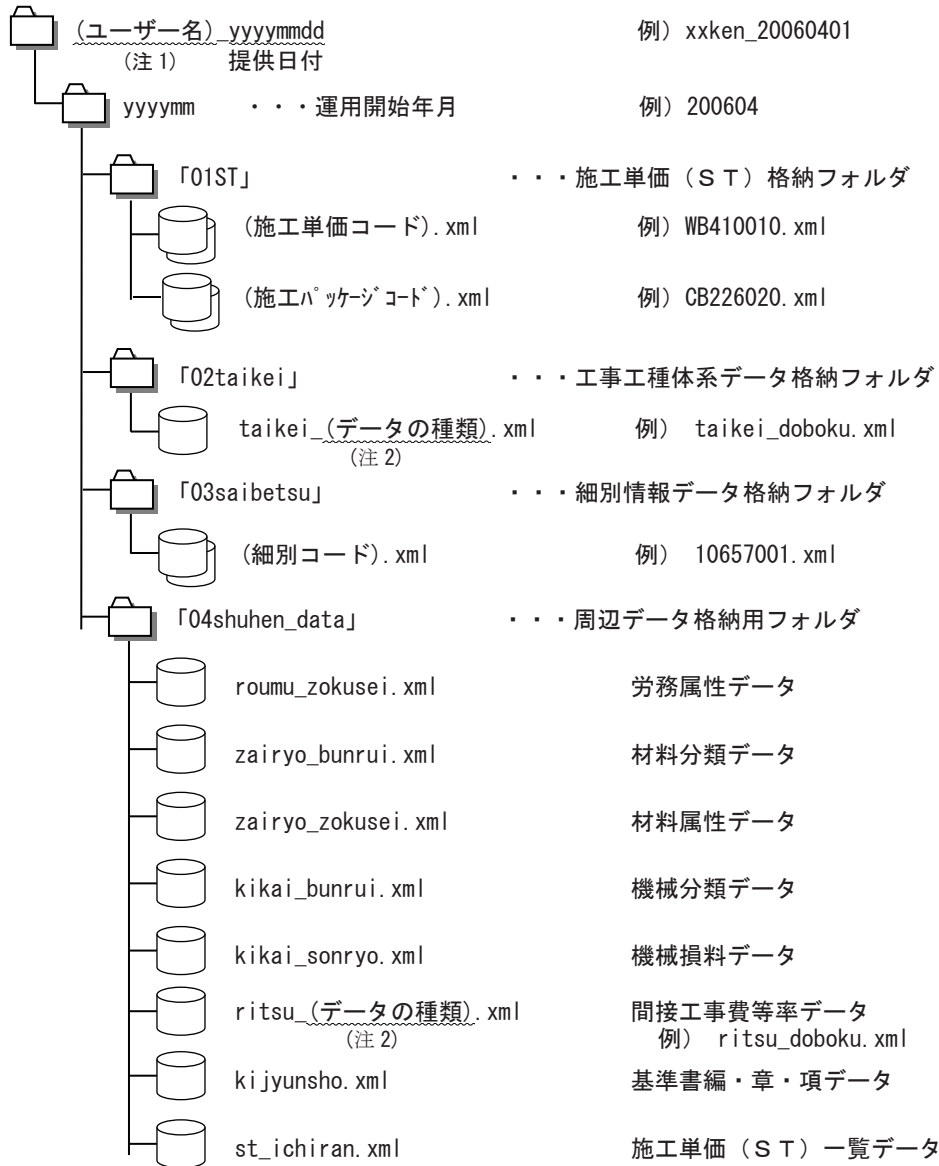 (ユーザー名)_yyyymmdd 例) xxken_20060401
(注 1) 提供日付
yyyymm ・・・運用開始年月 例) 200604
「01ST」 ・・・施工単価（ＳＴ）格納フォルダ
(施工単価コード).xml 例) WB410010.xml
(施工ﾊﾟｯｹｰｼﾞｺｰﾄﾞ).xml 例) CB226020.xml
「02taikei」 ・・・工事工種体系データ格納フォルダ
taikei_(データの種類).xml 例) taikei_doboku.xml
(注 2)
「03saibetsu」 ・・・細別情報データ格納フォルダ
(細別コード).xml 例) 10657001.xml
「04shuhen_data」 ・・・周辺データ格納用フォルダ
roumu_zokusei.xml 労務属性データ
zairyo_bunrui.xml 材料分類データ
zairyo_zokusei.xml 材料属性データ
kikai_bunrui.xml 機械分類データ
kikai_sonryo.xml 機械損料データ
ritsu_(データの種類).xml 間接工事費等率データ
(注 2) 例) ritsu_doboku.xml
kijyunsho.xml 基準書編・章・項データ
st_ichiran.xml 施工単価（ＳＴ）一覧データ